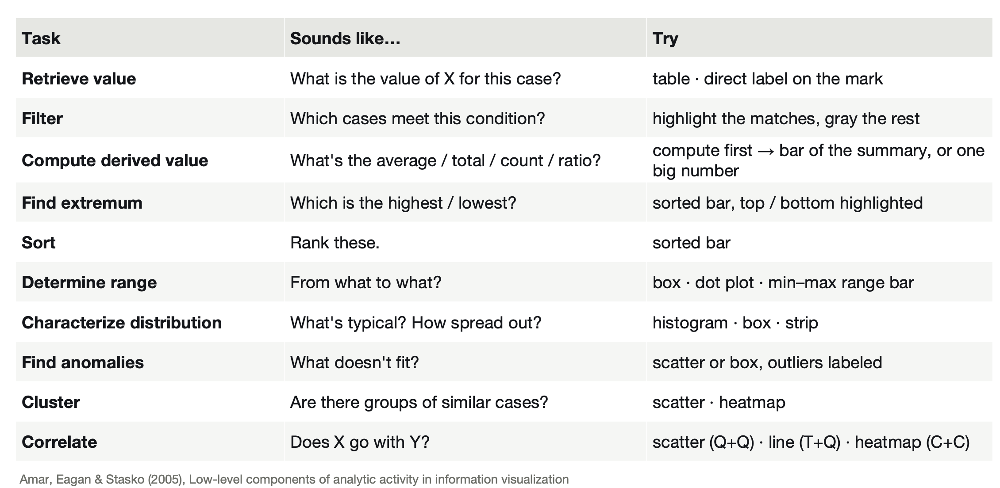 Task Sounds like… Try
Retrieve value What is the value of X for this case? table · direct label on the mark
Filter Which cases meet this condition? highlight the matches, gray the rest
Compute derived value What's the average / total / count / ratio? compute first → bar of the summary, or one
big number
Find extremum Which is the highest / lowest? sorted bar, top / bottom highlighted
Sort Rank these. sorted bar
Determine range From what to what? box · dot plot · min–max range bar
Characterize distribution What's typical? How spread out? histogram · box · strip
Find anomalies What doesn't fit? scatter or box, outliers labeled
Cluster Are there groups of similar cases? scatter · heatmap
Correlate Does X go with Y? scatter (Q+Q) · line (T+Q) · heatmap (C+C)
Amar, Eagan & Stasko (2005), Low-level components of analytic activity in information visualization